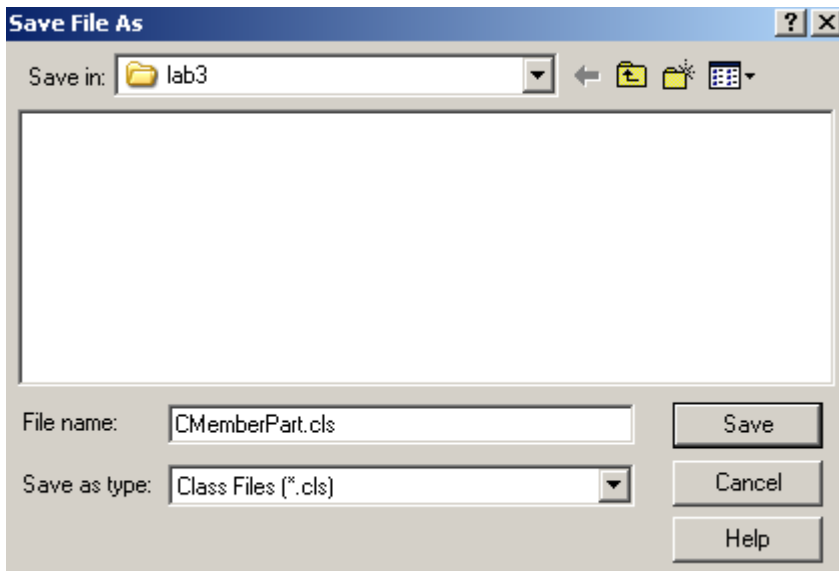 Save File As
Save in: lab3
File name: CMemberPart.cls Save
Save as type: Class Files (*.cls) Cancel
Help